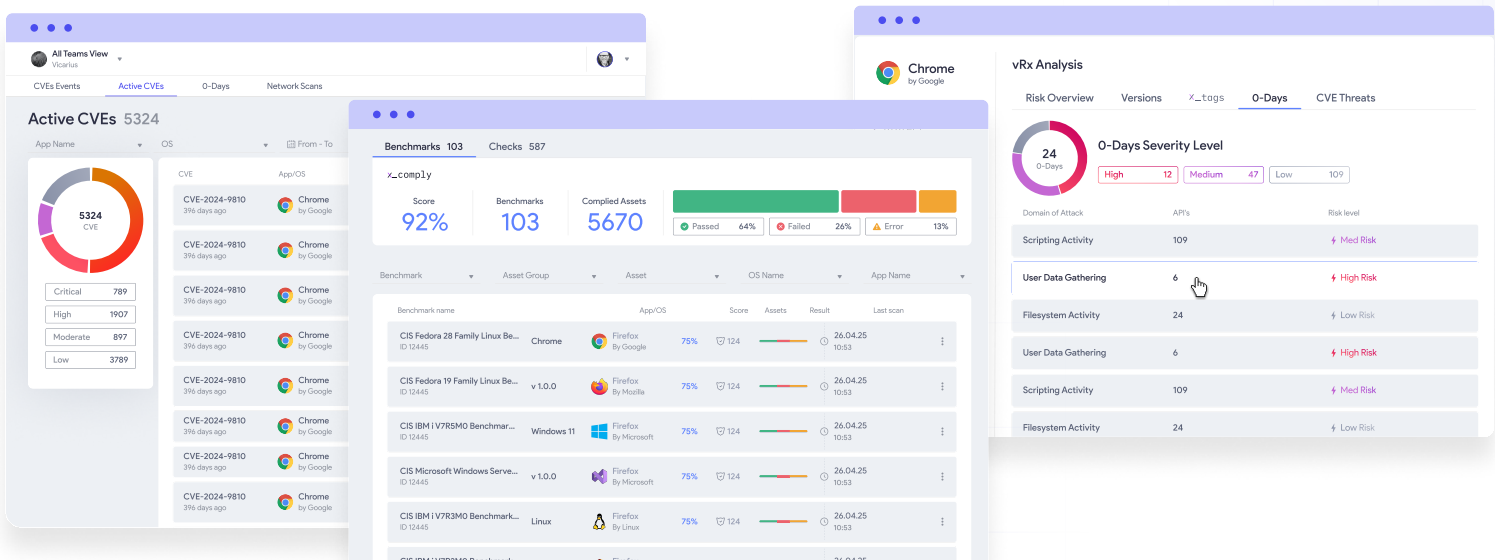 All Teams View
Vicarius
CVEs Events Active CVEs 0-Days Network Scans
Active CVEs 5324
App Name OS From - To
5324
CVE
Critical 789
High 1907
Moderate 897
Low 3789
CVE App/OS
CVE-2024-9810 Chrome
396 days ago by Google
CVE-2024-9810 Chrome
396 days ago by Google
CVE-2024-9810 Chrome
396 days ago by Google
CVE-2024-9810 Chrome
396 days ago by Google
CVE-2024-9810 Chrome
396 days ago by Google
CVE-2024-9810 Chrome
396 days ago by Google
CVE-2024-9810 Chrome
396 days ago by Google
CVE-2024-9810 Chrome
396 days ago by Google
Benchmarks 103 Checks 587
x_comply
Score Benchmarks Complied Assets
92% 103 5670
Passed 64% Failed 26% Error 13%
Benchmark Asset Group Asset OS Name App Name
Benchmark name App/OS Score Assets Result Last scan
CIS Fedora 28 Family Linux Be... Chrome Firefox 75% 124 26.04.25
ID 12445 By Google 10:53
CIS Fedora 19 Family Linux Be... v 1.0.0 Firefox 75% 124 26.04.25
ID 12445 By Mozille 10:53
CIS IBM i V7R5M0 Benchmar... Windows 11 Firefox 75% 124 26.04.25
ID 12445 By Microsoft 10:53
CIS Microsoft Windows Serve... v 1.0.0 Firefox 75% 124 26.04.25
ID 12445 By Microsoft 10:53
CIS IBM i V7R3M0 Benchmark... Linux Firefox 75% 124 26.04.25
ID 12445 By Linux 10:53
Chrome
by Google
vRx Analysis
Risk Overview Versions x_tags 0-Days CVE Threats
24
0-Days
0-Days Severity Level
High 12 Medium 47 Low 109
Domain of Attack API's Risk level
Scripting Activity 109 Med Risk
User Data Gathering 6 High Risk
Filesystem Activity 24 Low Risk
User Data Gathering 6 High Risk
Scripting Activity 109 Med Risk
Filesystem Activity 24 Low Risk